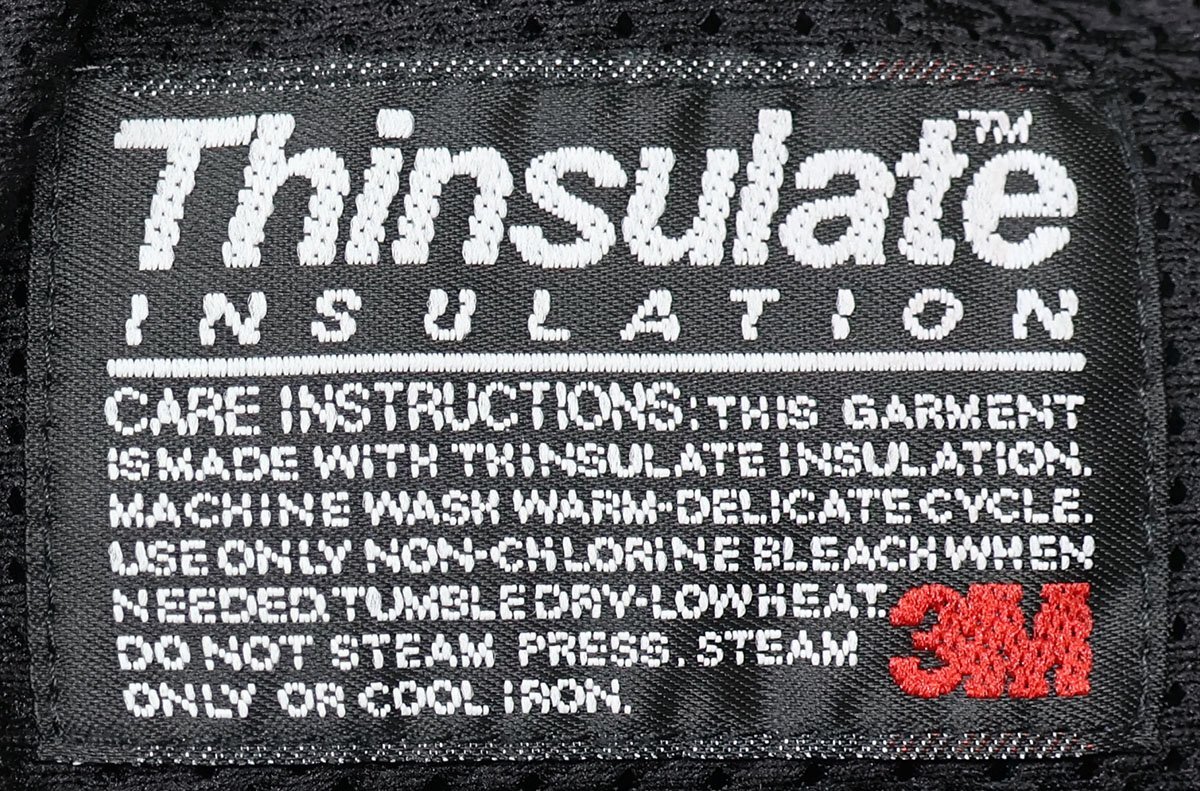 Thinsulate™
INSULATION
CARE INSTRUCTIONS: THIS GARMENT
IS MADE WITH THINSULATE INSULATION.
MACHINE WASH WARM-DELICATE CYCLE.
USE ONLY NON-CHLORINE BLEACH WHEN
NEEDED. TUMBLE DRY-LOW HEAT.
DO NOT STEAM PRESS. STEAM
ONLY OR COOL IRON.
3M